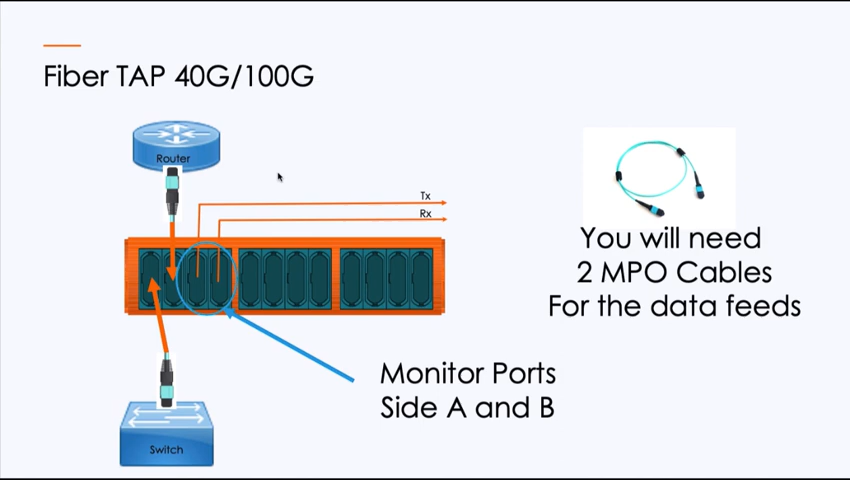 Fiber TAP 40G/100G
Router
Tx
Rx
You will need
2 MPO Cables
For the data feeds
Monitor Ports
Side A and B
Switch